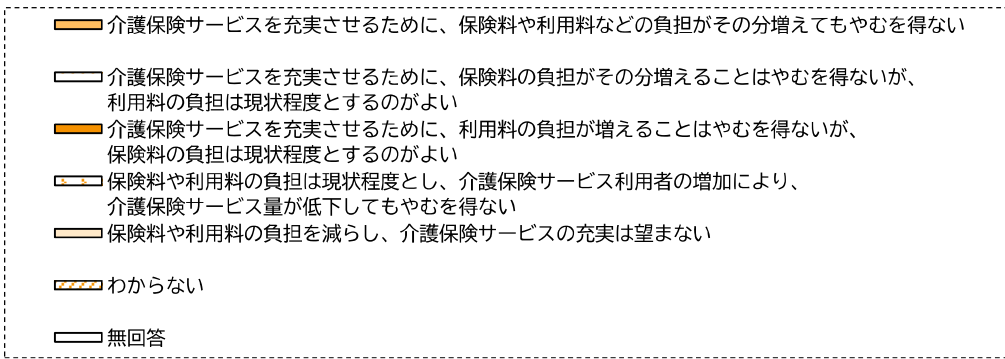 介護保険サービスを充実させるために、保険料や利用料などの負担がその分増えてもやむを得ない
介護保険サービスを充実させるために、保険料の負担がその分増えることはやむを得ないが、
利用料の負担は現状程度とするのがよい
介護保険サービスを充実させるために、利用料の負担が増えることはやむを得ないが、
保険料の負担は現状程度とするのがよい
保険料や利用料の負担は現状程度とし、介護保険サービス利用者の増加により、
介護保険サービス量が低下してもやむを得ない
保険料や利用料の負担を減らし、介護保険サービスの充実は望まない
わからない
無回答